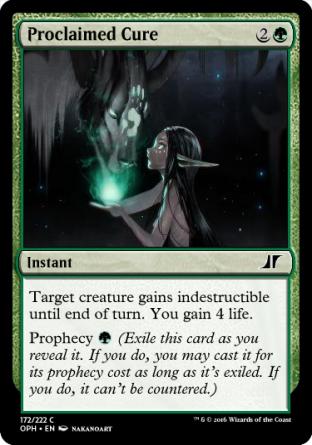 Proclaimed Cure 2
Instant
Target creature gains indestructible
until end of turn. You gain 4 life.
Prophecy (Exile this card as you
reveal it. If you do, you may cast it for
its prophecy cost as long as it's exiled. If
you do, it can't be countered.)
172/222 C
OPH • EN NAKANOART
™ & © 2016 Wizards of the Coast